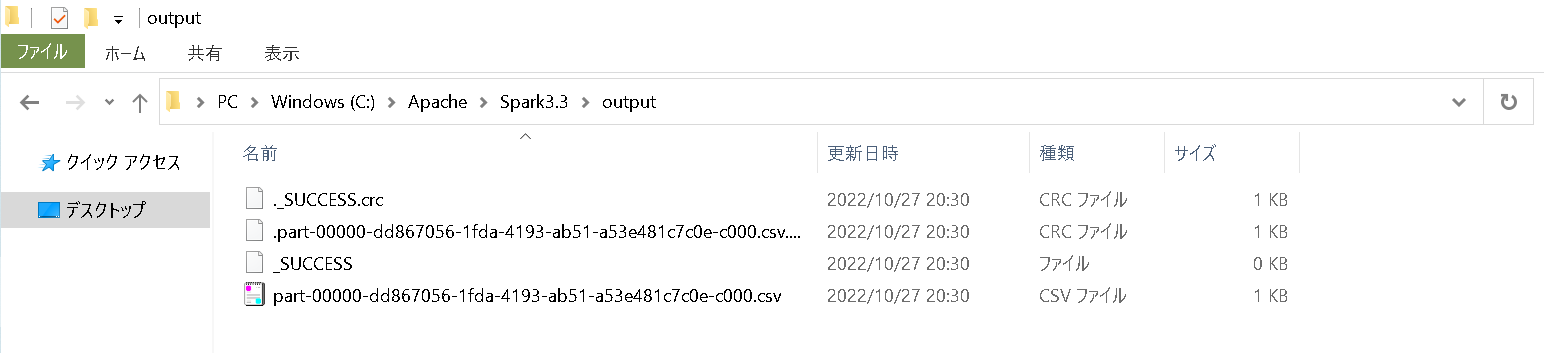 output
ファイル ホーム 共有 表示
PC Windows (C:) Apache Spark3.3 output
クイック アクセス
デスクトップ
名前 更新日時 種類 サイズ
._SUCCESS.crc 2022/10/27 20:30 CRC ファイル 1 KB
.part-00000-dd867056-1fda-4193-ab51-a53e481c7c0e-c000.csv.... 2022/10/27 20:30 CRC ファイル 1 KB
_SUCCESS 2022/10/27 20:30 ファイル 0 KB
part-00000-dd867056-1fda-4193-ab51-a53e481c7c0e-c000.csv 2022/10/27 20:30 CSV ファイル 1 KB